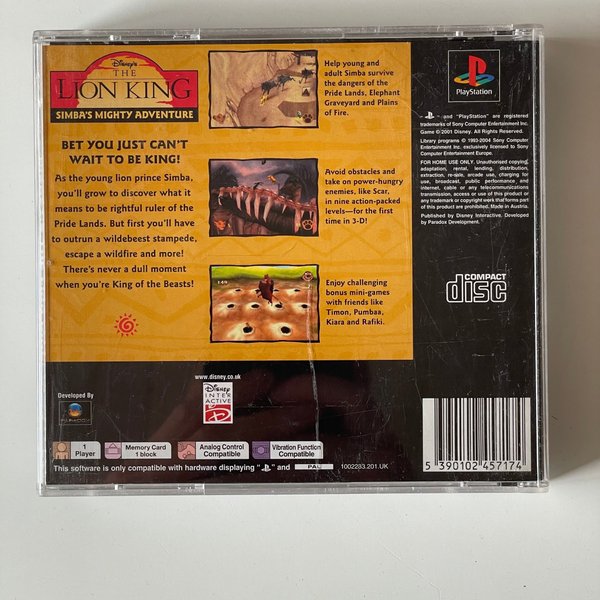 Disney's
THE
LION KING
SIMBA'S MIGHTY ADVENTURE
BET YOU JUST CAN'T
WAIT TO BE KING!
As the young lion prince Simba,
you'll grow to discover what it
means to be rightful ruler of the
Pride Lands. But first you'll have
to outrun a wildebeest stampede,
escape a wildfire and more!
There's never a dull moment
when you're King of the Beasts!
Help young and
adult Simba survive
the dangers of the
Pride Lands, Elephant
Graveyard and Plains
of Fire.
Avoid obstacles and
take on power-hungry
enemies, like Scar,
in nine action-packed
levels—for the first
time in 3-D!
Enjoy challenging
bonus mini-games
with friends like
Timon, Pumbaa,
Kiara and Rafiki.
PlayStation
" and "PlayStation" are registered
trademarks of Sony Computer Entertainment Inc.
Game © 2001 Disney. All Rights Reserved.
Library programs © 1993-2004 Sony Computer
Entertainment Inc. exclusively licensed to Sony
Computer Entertainment Europe.
FOR HOME USE ONLY. Unauthorised copying,
adaptation, rental, lending, distribution,
extraction, re-sale, arcade use, charging for
use, broadcast, public performance and
internet, cable or any telecommunications
transmission, access or use of this product or
any trademark or copyright work that forms part
of this product are prohibited. Made in Austria.
Published by Disney Interactive. Developed
by Paradox Development.
COMPACT
disc
Developed By
PARADOX
www.disney.co.uk
DISNEY
INTER
ACTIVE
D
1
Player
Memory Card
1 block
Analog Control
Compatible
Vibration Function
Compatible
This software is only compatible with hardware displaying " " and PAL
1002283.201.UK
5 390102 457174